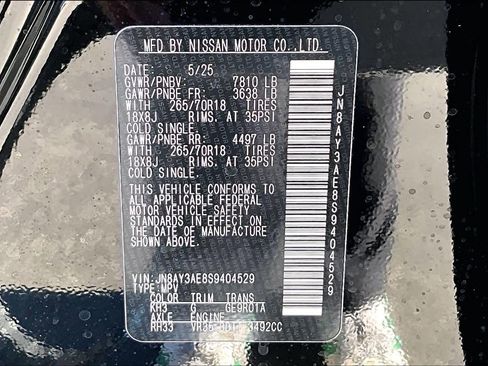 MFD BY NISSAN MOTOR CO.,LTD.
DATE: 5/25
GVWR/PNBV: 7810 LB
GAWR/PNBE FR: 3638 LB
WITH 265/70R18 TIRES
18X8J RIMS, AT 35PSI
COLD SINGLE.
GAWR/PNBE RR: 4497 LB
WITH 265/70R18 TIRES
18X8J RIMS, AT 35PSI
COLD SINGLE.
THIS VEHICLE CONFORMS TO
ALL APPLICABLE FEDERAL
MOTOR VEHICLE SAFETY
STANDARDS IN EFFECT ON
THE DATE OF MANUFACTURE
SHOWN ABOVE.
VIN: JN8AY3AE8S9404529
TYPE: MPV
COLOR TRIM TRANS
KH3 G GE9R0TA
AXLE ENGINE
RR33 3492CC
JN8AY3AE8S9404529